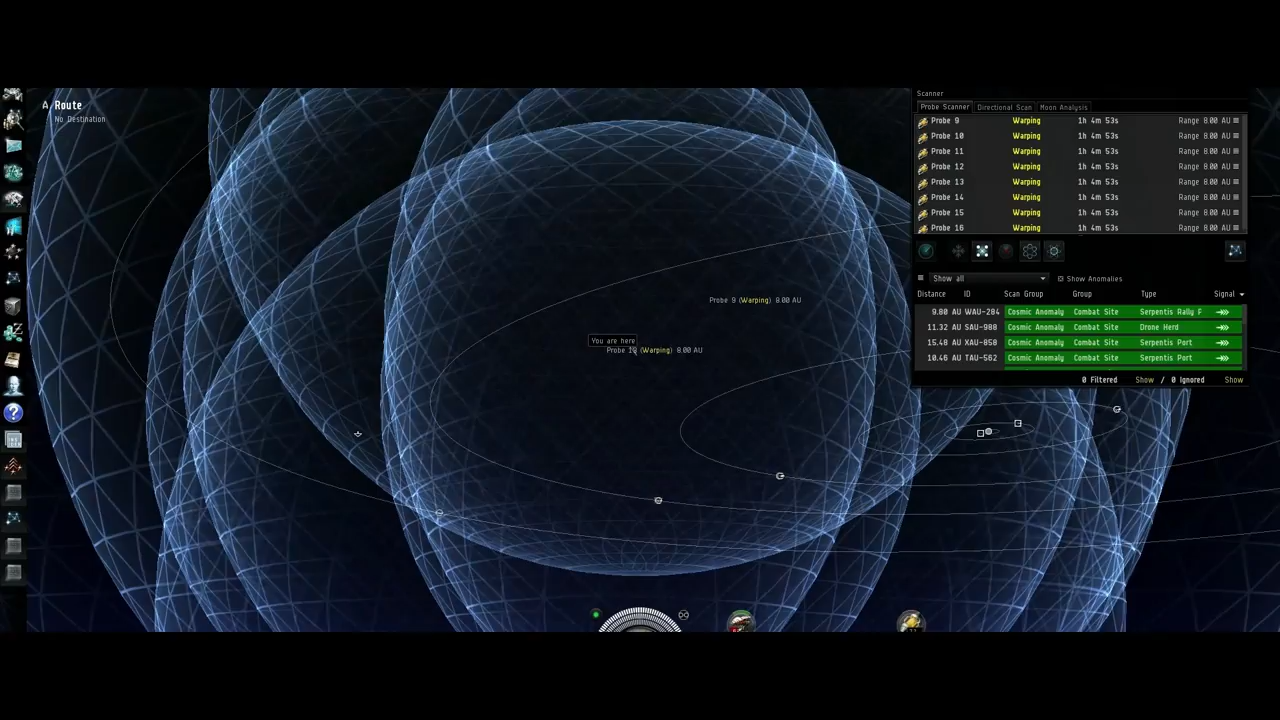 Route
No Destination
Scanner
Probe Scanner Directional Scan Moon Analysis
Probe 9 Warping 1h 4m 53s Range 8.00 AU
Probe 10 Warping 1h 4m 53s Range 8.00 AU
Probe 11 Warping 1h 4m 53s Range 8.00 AU
Probe 12 Warping 1h 4m 53s Range 8.00 AU
Probe 13 Warping 1h 4m 53s Range 8.00 AU
Probe 14 Warping 1h 4m 53s Range 8.00 AU
Probe 15 Warping 1h 4m 53s Range 8.00 AU
Probe 16 Warping 1h 4m 53s Range 8.00 AU
Show all Show Anomalies
Distance ID Scan Group Group Type Signal
9.80 AU WAU-284 Cosmic Anomaly Combat Site Serpentis Rally P
11.32 AU SAU-988 Cosmic Anomaly Combat Site Drone Herd
15.48 AU XAU-858 Cosmic Anomaly Combat Site Serpentis Port
10.46 AU TAU-562 Cosmic Anomaly Combat Site Serpentis Port
0 Filtered Show / 0 Ignored Show
Probe 9 (Warping) 8.00 AU
You are here
Probe (Warping) 8.00 AU